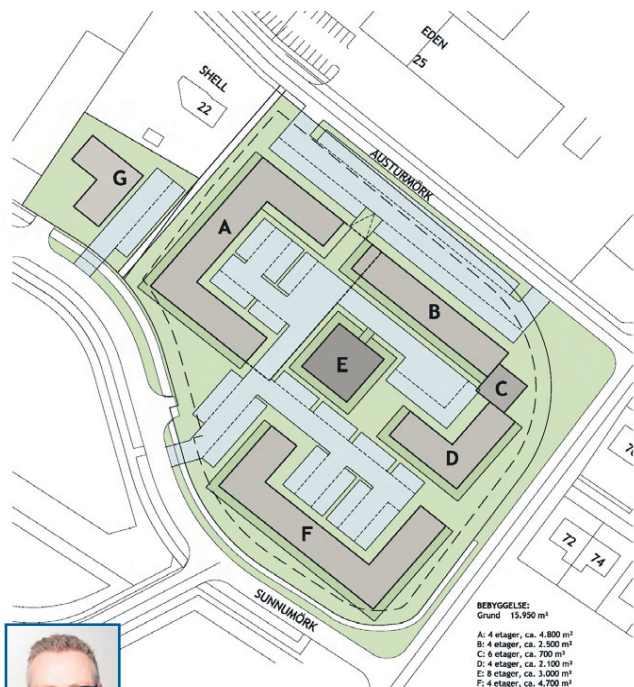 EDEN
25
SHELL
22
AUSTURMÖRK
G
A
B
E
C
D
F
72
74
SUNNUMÖRK
BEBYGGELSE:
Grund 15.950 m²
A: 4 etager, ca. 4.800 m²
B: 4 etager, ca. 2.500 m²
C: 6 etager, ca. 700 m²
D: 4 etager, ca. 2.100 m²
E: 8 etager, ca. 3.000 m²
F: 4 etager, ca. 4.700 m²